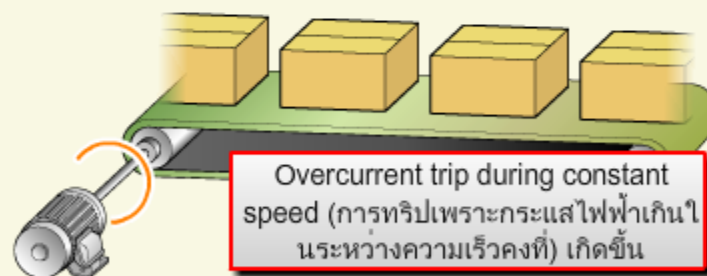 Overcurrent trip during constant
speed (การทริปเพราะกระแสไฟฟ้าเกินใ
นระหว่างความเร็วคงที่) เกิดขึ้น